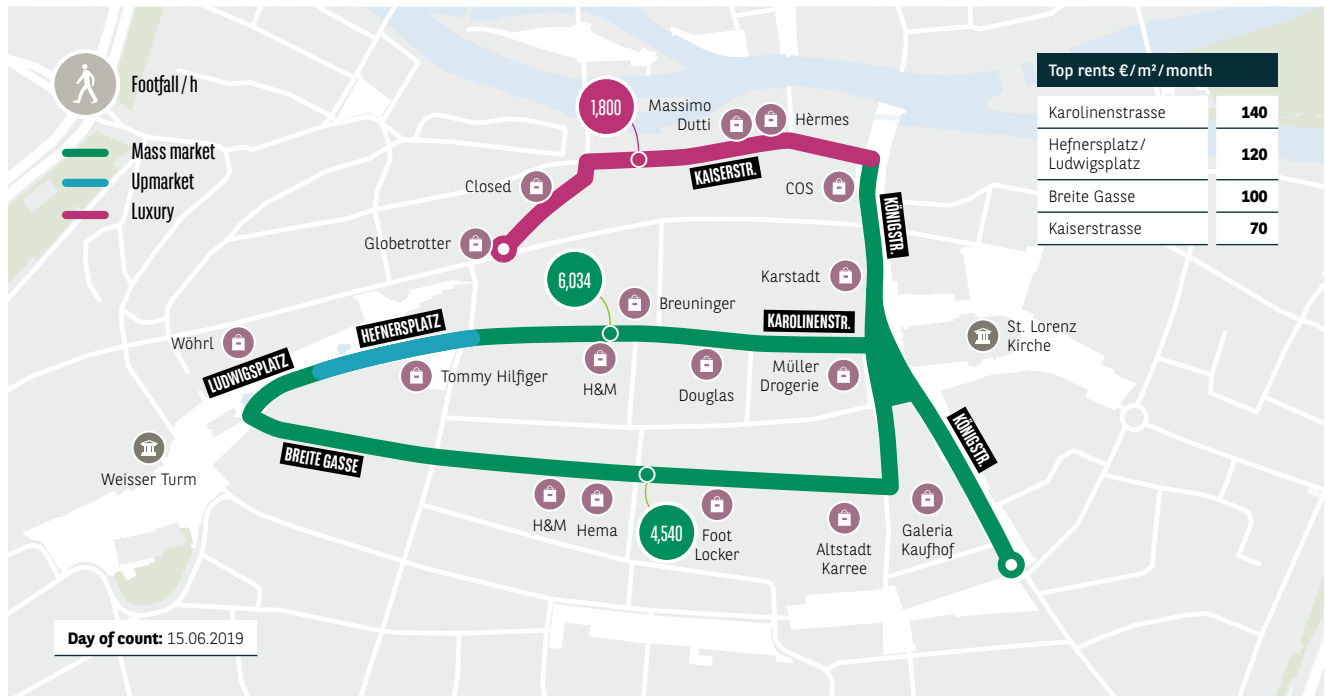 Footfall / h
Mass market
Upmarket
Luxury
Top rents €/m²/month
Karolinenstrasse 140
Hefnersplatz/
Ludwigsplatz 120
Breite Gasse 100
Kaiserstrasse 70
1,800
Massimo
Dutti
Hèrmes
KAISERSTR.
Closed
COS
KÖNIGSTR.
Globetrotter
6,034
Karstadt
Breuninger
HEFNERSPLATZ
KAROLINENSTR.
St. Lorenz
Kirche
Wöhrl
LUDWIGSPLATZ
Tommy Hilfiger
H&M
Douglas
Müller
Drogerie
KÖNIGSTR.
BREITE GASSE
Weisser Turm
H&M
Hema
4,540
Foot
Locker
Altstadt
Karree
Galeria
Kaufhof
Day of count: 15.06.2019